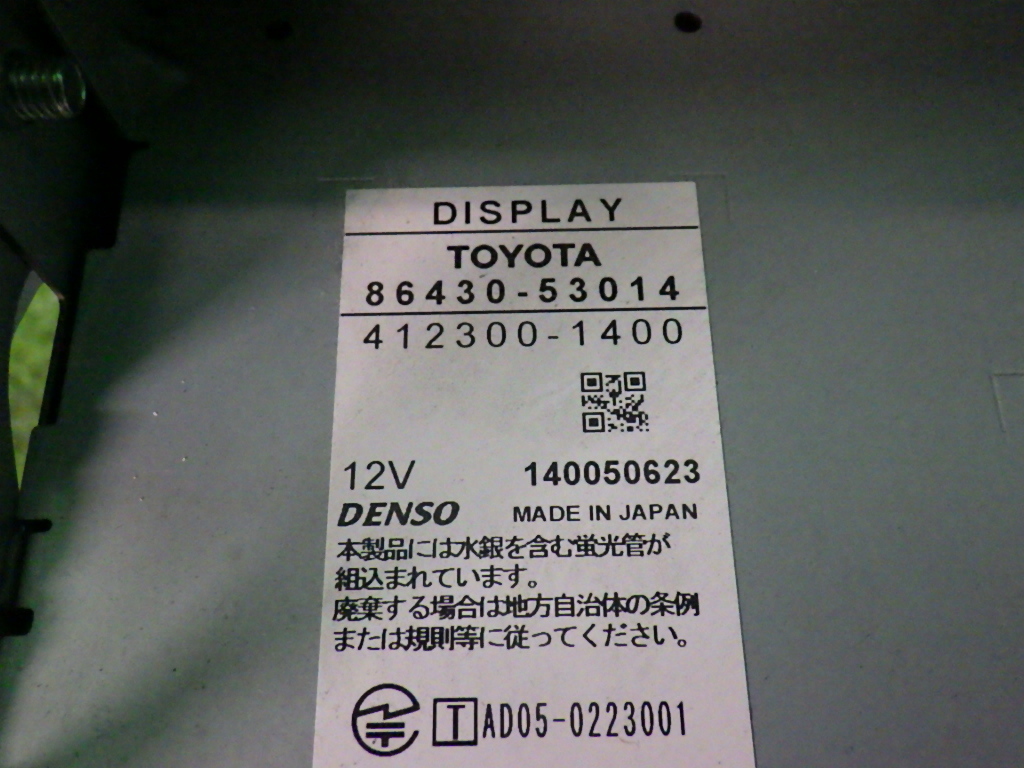 DISPLAY
TOYOTA
86430-53014
412300-1400
12V 140050623
DENSO MADE IN JAPAN
本製品には水銀を含む蛍光管が
組込まれています。
廃棄する場合は地方自治体の条例
または規則等に従ってください。
T AD05-0223001